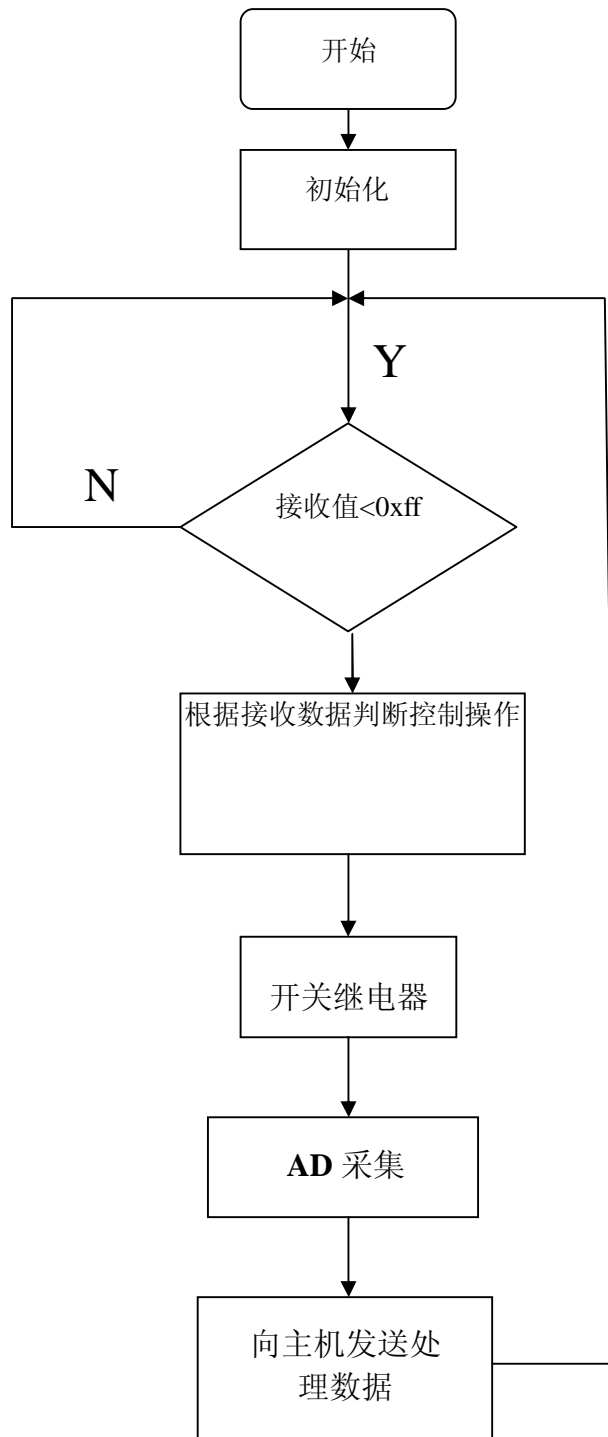 开始
初始化
Y
N
接收值<0xff
根据接收数据判断控制操作
开关继电器
AD 采集
向主机发送处
理数据